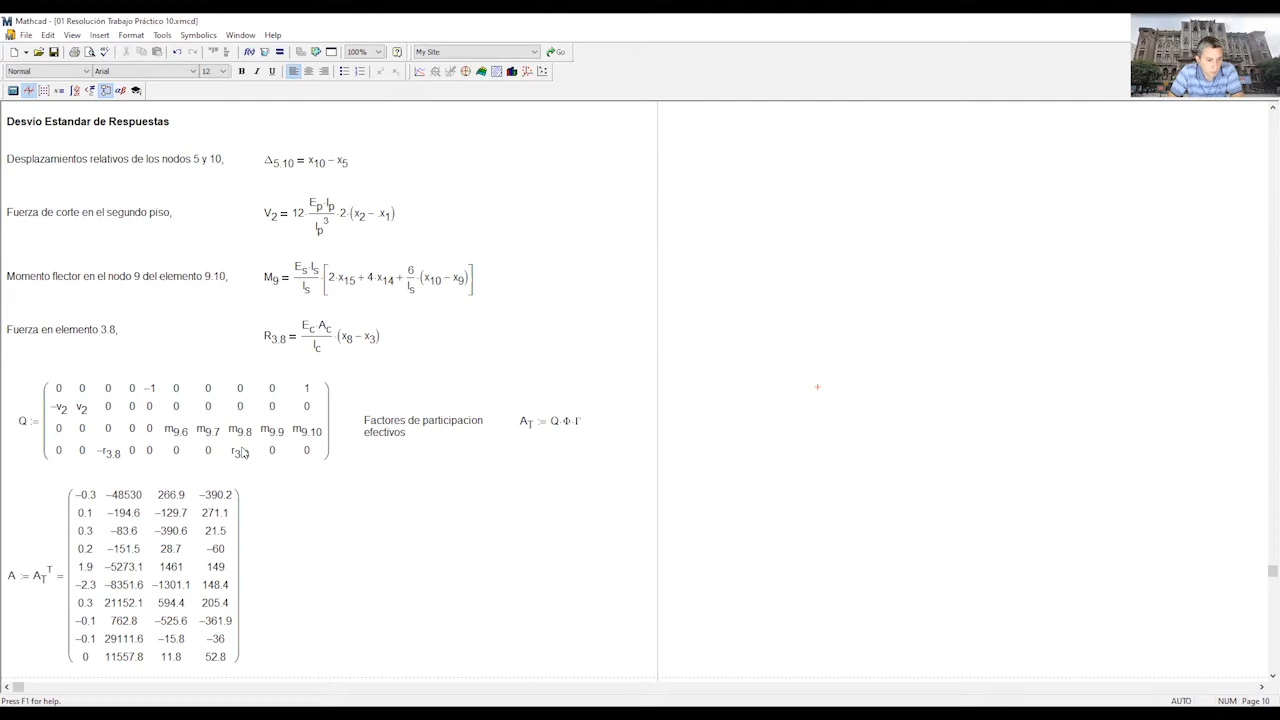 Mathcad - [01 Resolución Trabajo Práctico 10.xmcd]
File Edit View Insert Format Tools Symbolics Window Help
100% My Site Go
Normal Arial 12 B I U
Desvio Estandar de Respuestas
Desplazamientos relativos de los nodos 5 y 10, Δ5.10 = x10 − x5
Fuerza de corte en el segundo piso, V2 = 12·Ep·Ip/lp^3·2·(x2 − x1)
Momento flector en el nodo 9 del elemento 9.10, M9 = Es·Is/ls·[2·x15 + 4·x14 + 6/ls·(x10 − x9)]
Fuerza en elemento 3.8, R3.8 = Ec·Ac/lc·(x8 − x3)
Q :=
0 0 0 0 −1 0 0 0 0 1
−v2 v2 0 0 0 0 0 0 0 0
0 0 0 0 0 m9.6 m9.7 m9.8 m9.9 m9.10
0 0 −r3.8 0 0 0 0 r3.8 0 0
Factores de participacion
efectivos
AT := Q·Φ·Γ
A := AT^T =
−0.3 −48530 266.9 −390.2
0.1 −194.6 −129.7 271.1
0.3 −83.6 −390.6 21.5
0.2 −151.5 28.7 −60
1.9 −5273.1 1461 149
−2.3 −8351.6 −1301.1 148.4
0.3 21152.1 594.4 205.4
−0.1 762.8 −525.6 −361.9
−0.1 29111.6 −15.8 −36
0 11557.8 11.8 52.8
Press F1 for help. AUTO NUM Page 10